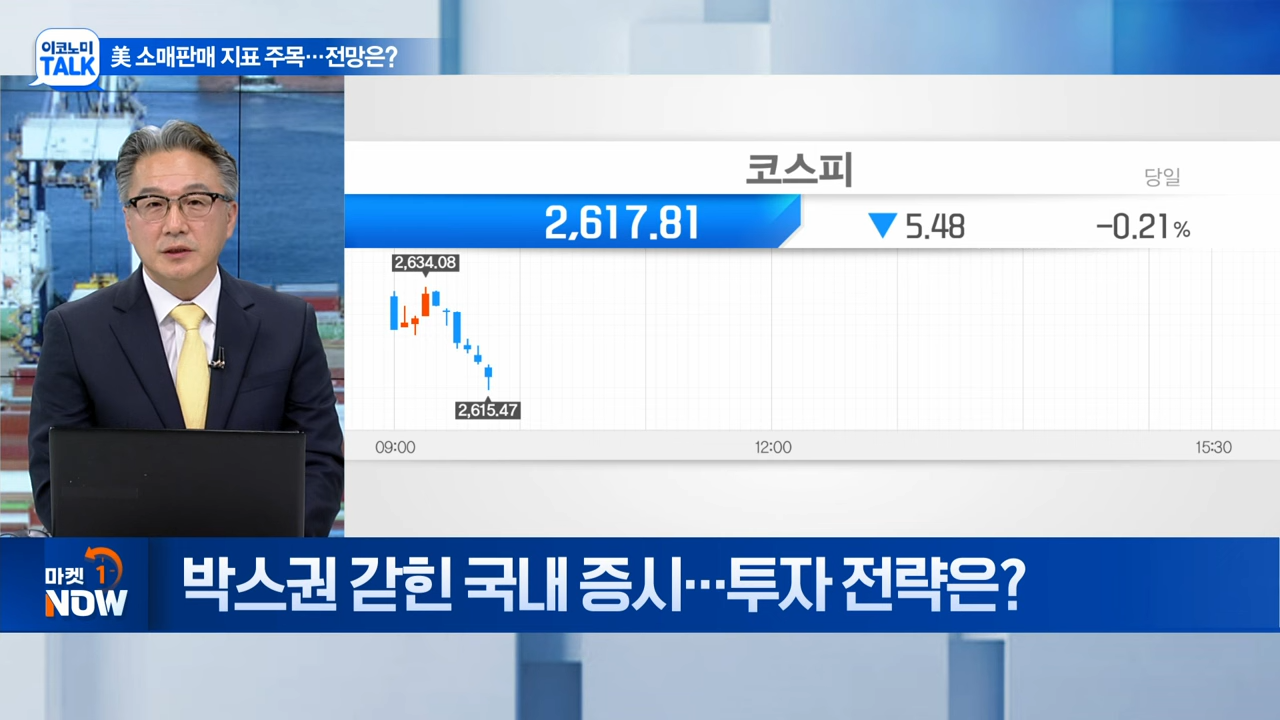 이코노미
TALK
美 소매판매 지표 주목…전망은?
코스피
당일
2,617.81
▼ 5.48
-0.21%
2,634.08
2,615.47
09:00
12:00
15:30
마켓 1
NOW
박스권 갇힌 국내 증시…투자 전략은?